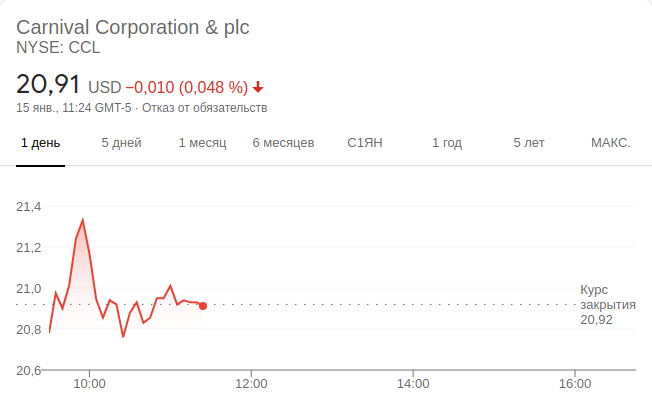 Carnival Corporation & plc
NYSE: CCL
20,91 USD −0,010 (0,048 %)
15 янв., 11:24 GMT-5 · Отказ от обязательств
1 день 5 дней 1 месяц 6 месяцев С1ЯН 1 год 5 лет МАКС.
21,4
21,2
21,0
Курс
закрытия
20,92
20,8
20,6
10:00 12:00 14:00 16:00